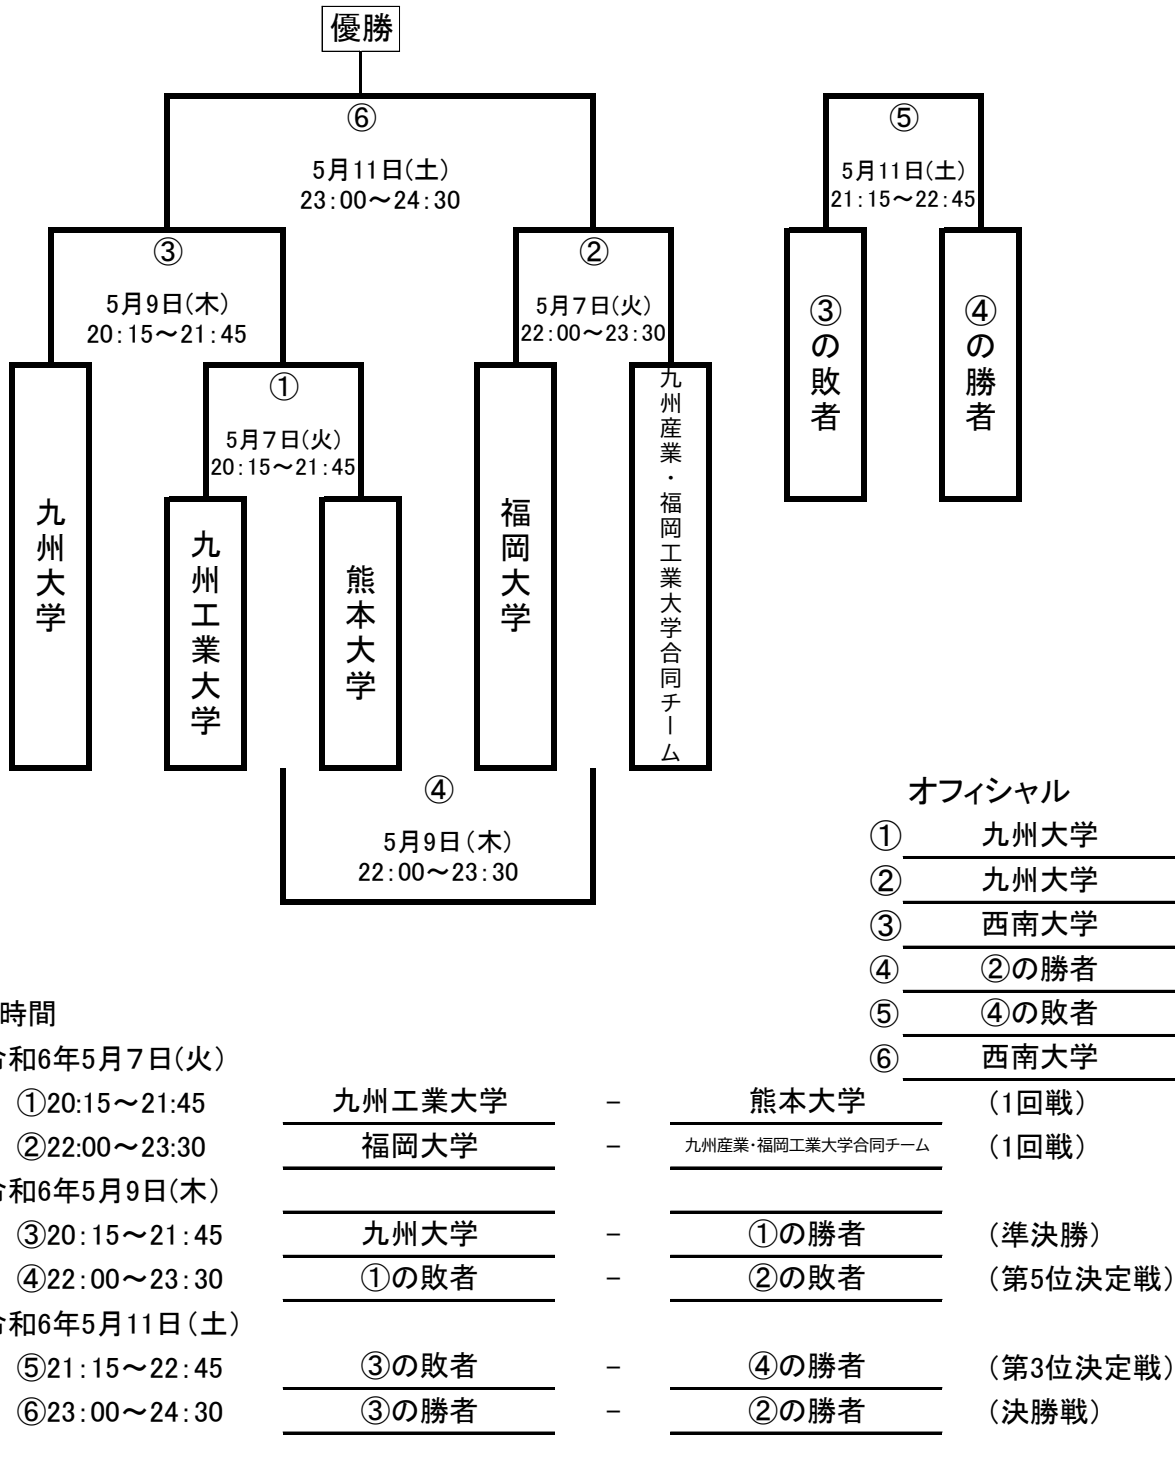 優勝
⑥
5月11日(土)
23:00～24:30
⑤
5月11日(土)
21:15～22:45
③
5月9日(木)
20:15～21:45
②
5月７日(火)
22:00～23:30
①
5月７日(火)
20:15～21:45
九州大学
九州工業大学
熊本大学
福岡大学
九州産業・福岡工業大学合同チーム
③の敗者
④の勝者
④
5月9日(木)
22:00～23:30
オフィシャル
① 九州大学
② 九州大学
③ 西南大学
④ ②の勝者
⑤ ④の敗者
⑥ 西南大学
時間
和6年5月７日(火)
①20:15～21:45 九州工業大学 － 熊本大学 (1回戦)
②22:00～23:30 福岡大学 － 九州産業・福岡工業大学合同チーム (1回戦)
和6年5月9日(木)
③20:15～21:45 九州大学 － ①の勝者 (準決勝)
④22:00～23:30 ①の敗者 － ②の敗者 (第5位決定戦)
和6年5月11日(土)
⑤21:15～22:45 ③の敗者 － ④の勝者 (第3位決定戦)
⑥23:00～24:30 ③の勝者 － ②の勝者 (決勝戦)